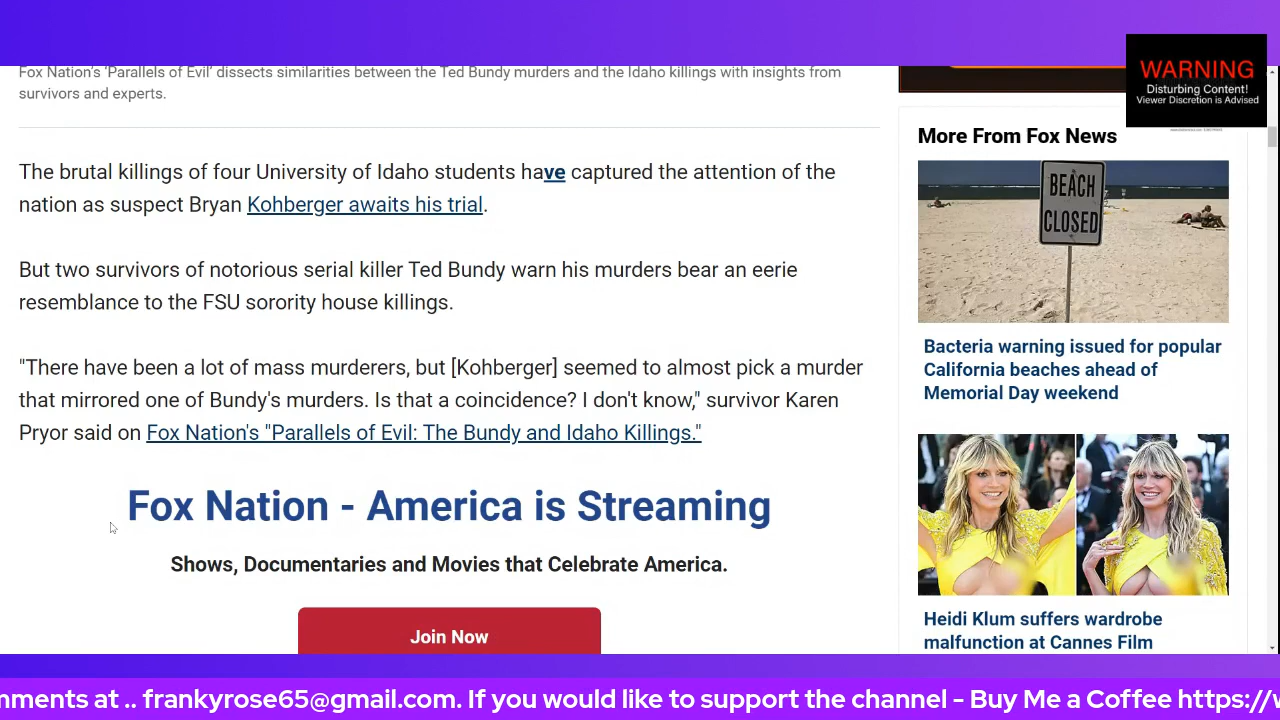 Fox Nation's 'Parallels of Evil' dissects similarities between the Ted Bundy murders and the Idaho killings with insights from
survivors and experts.
The brutal killings of four University of Idaho students have captured the attention of the
nation as suspect Bryan Kohberger awaits his trial.
But two survivors of notorious serial killer Ted Bundy warn his murders bear an eerie
resemblance to the FSU sorority house killings.
"There have been a lot of mass murderers, but [Kohberger] seemed to almost pick a murder
that mirrored one of Bundy's murders. Is that a coincidence? I don't know," survivor Karen
Pryor said on Fox Nation's "Parallels of Evil: The Bundy and Idaho Killings."
Fox Nation - America is Streaming
Shows, Documentaries and Movies that Celebrate America.
Join Now
WARNING
Disturbing Content!
Viewer Discretion is Advised
More From Fox News
BEACH
CLOSED
Bacteria warning issued for popular
California beaches ahead of
Memorial Day weekend
Heidi Klum suffers wardrobe
malfunction at Cannes Film
mments at .. frankyrose65@gmail.com. If you would like to support the channel - Buy Me a Coffee https://